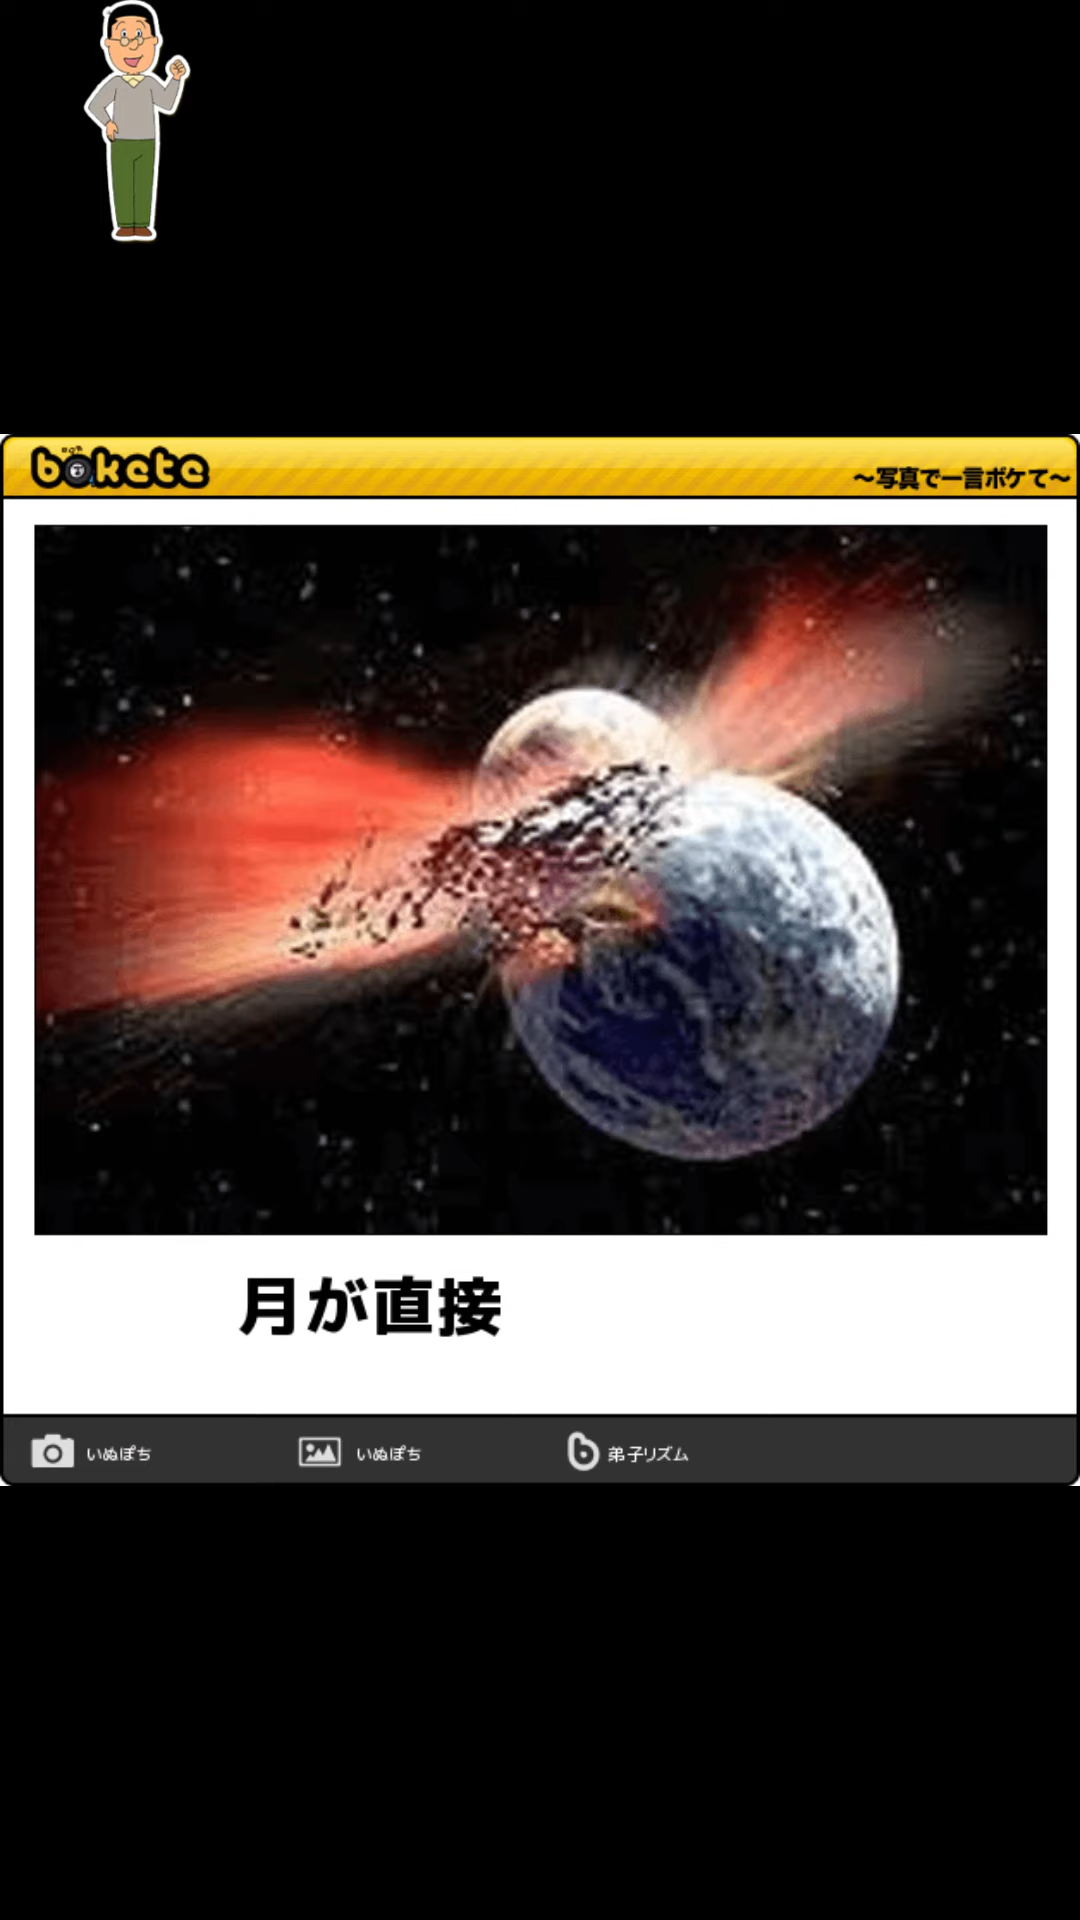 bokete
～写真で一言ボケて～
月が直接
いぬぽち
いぬぽち
弟子リズム